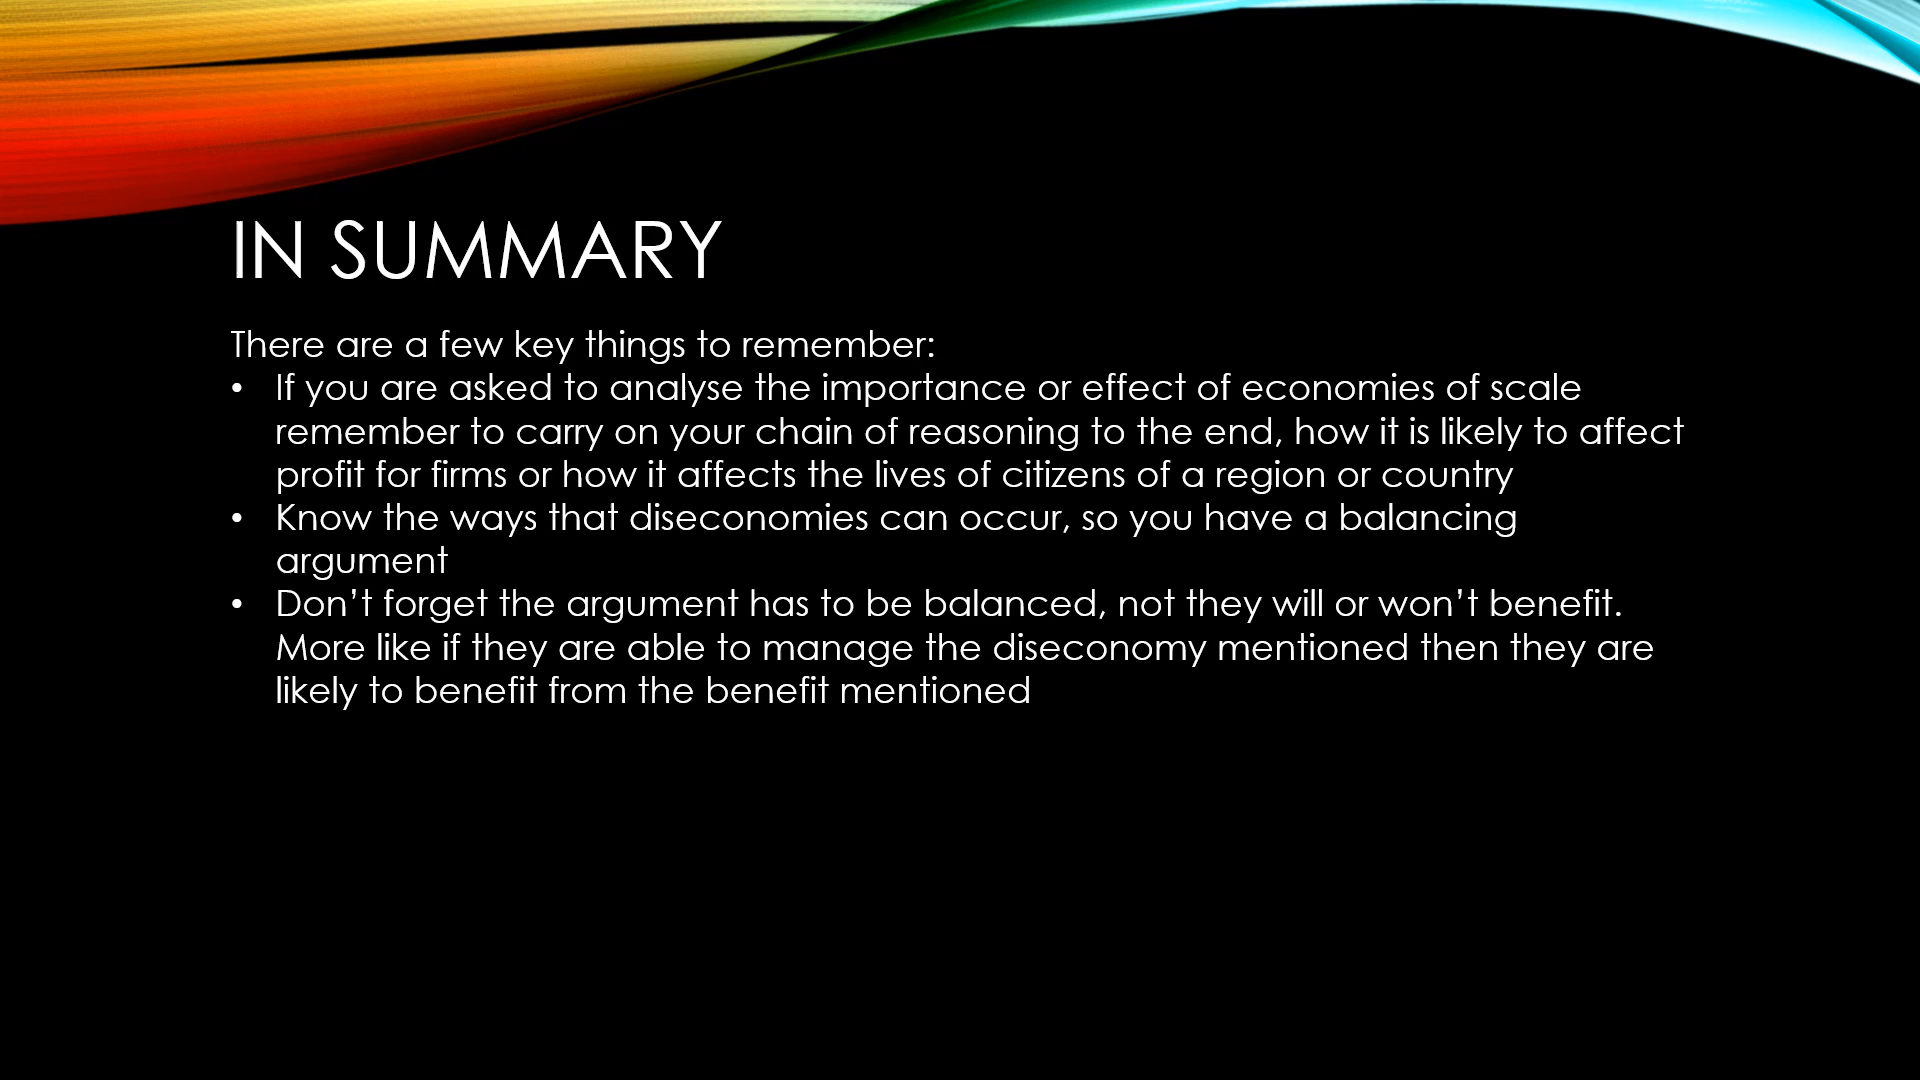 IN SUMMARY
There are a few key things to remember:
• If you are asked to analyse the importance or effect of economies of scale
remember to carry on your chain of reasoning to the end, how it is likely to affect
profit for firms or how it affects the lives of citizens of a region or country
• Know the ways that diseconomies can occur, so you have a balancing
argument
• Don’t forget the argument has to be balanced, not they will or won’t benefit.
More like if they are able to manage the diseconomy mentioned then they are
likely to benefit from the benefit mentioned